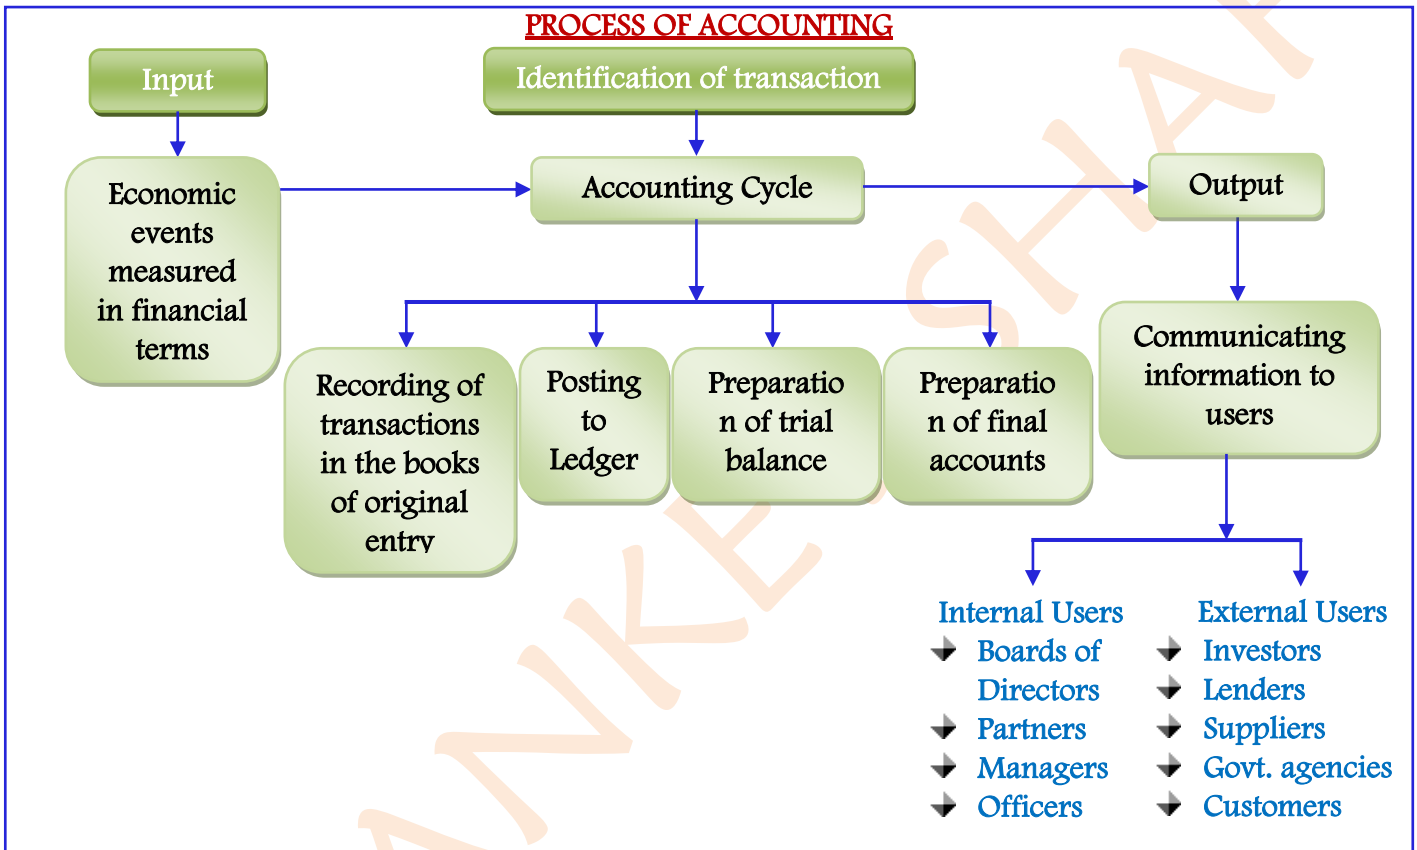 PROCESS OF ACCOUNTING
Input
Identification of transaction
Economic
events
measured
in financial
terms
Accounting Cycle
Output
Recording of
transactions
in the books
of original
entry
Posting
to
Ledger
Preparatio
n of trial
balance
Preparatio
n of final
accounts
Communicating
information to
users
Internal Users
Boards of
Directors
Partners
Managers
Officers
External Users
Investors
Lenders
Suppliers
Govt. agencies
Customers